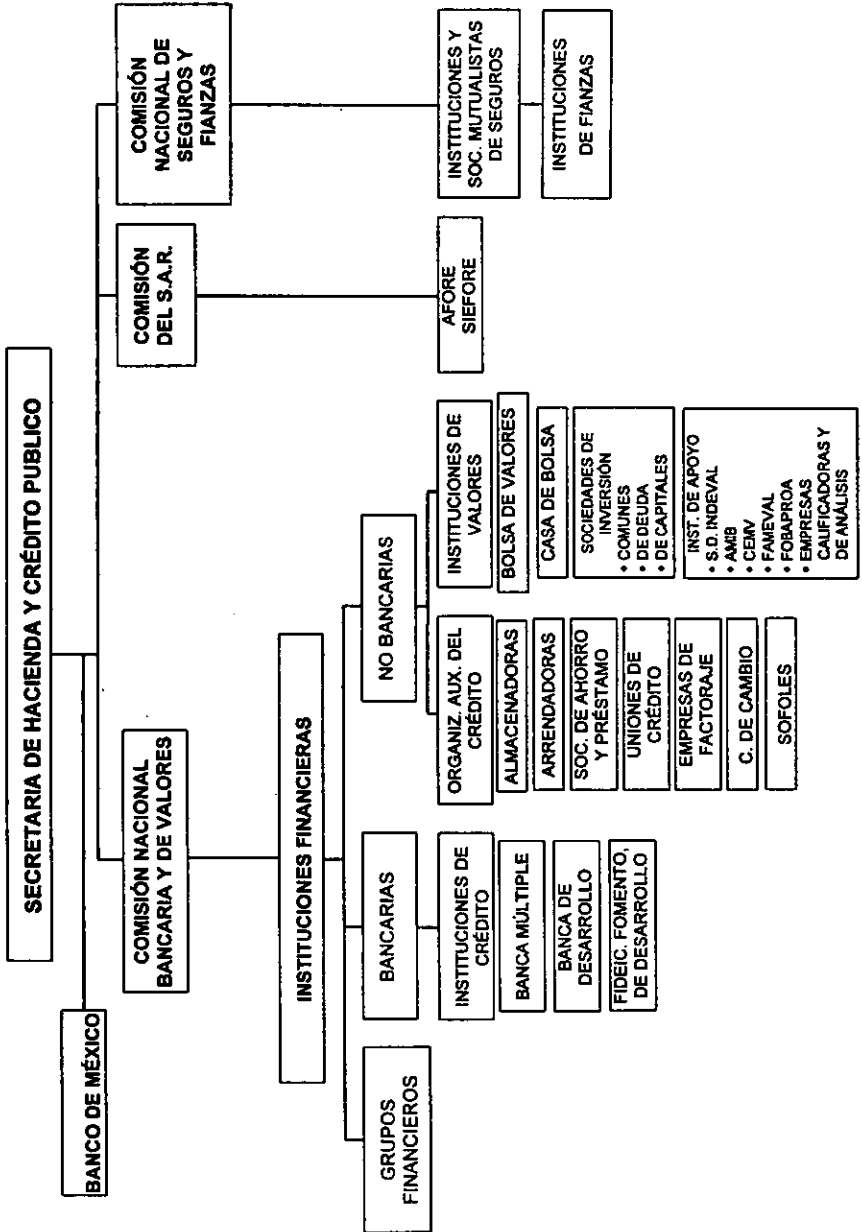 SECRETARIA DE HACIENDA Y CRÉDITO PUBLICO
BANCO DE MÉXICO
COMISIÓN NACIONAL
BANCARIA Y DE VALORES
COMISIÓN
DEL S.A.R.
COMISIÓN
NACIONAL DE
SEGUROS Y
FIANZAS
INSTITUCIONES FINANCIERAS
GRUPOS
FINANCIEROS
BANCARIAS
NO BANCARIAS
INSTITUCIONES DE
CRÉDITO
BANCA MÚLTIPLE
BANCA DE
DESARROLLO
FIDEIC. FOMENTO,
DE DESARROLLO
ORGANIZ. AUX. DEL
CRÉDITO
ALMACENADORAS
ARRENDADORAS
SOC. DE AHORRO
Y PRÉSTAMO
UNIONES DE
CRÉDITO
EMPRESAS DE
FACTORAJE
C. DE CAMBIO
SOFOLES
INSTITUCIONES DE
VALORES
BOLSA DE VALORES
CASA DE BOLSA
SOCIEDADES DE
INVERSIÓN
• COMUNES
• DE DEUDA
• DE CAPITALES
INST. DE APOYO
• S.D. INDEVAL
• AMIB
• CEMV
• FAMEVAL
• FOBAPROA
• EMPRESAS
CALIFICADORAS Y
DE ANÁLISIS
AFORE
SIEFORE
INSTITUCIONES Y
SOC. MUTUALISTAS
DE SEGUROS
INSTITUCIONES
DE FIANZAS